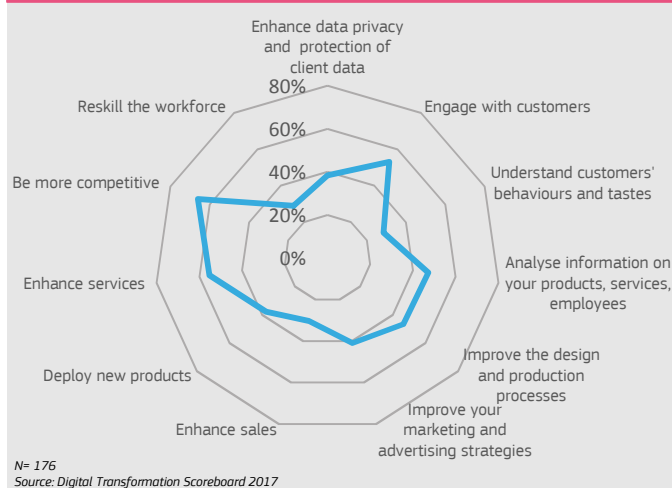 Enhance data privacy
and protection of
client data
80%
60%
40%
20%
0%
Engage with customers
Understand customers'
behaviours and tastes
Analyse information on
your products, services,
employees
Improve the design
and production
processes
Improve your
marketing and
advertising strategies
Enhance sales
Deploy new products
Enhance services
Be more competitive
Reskill the workforce
N= 176
Source: Digital Transformation Scoreboard 2017